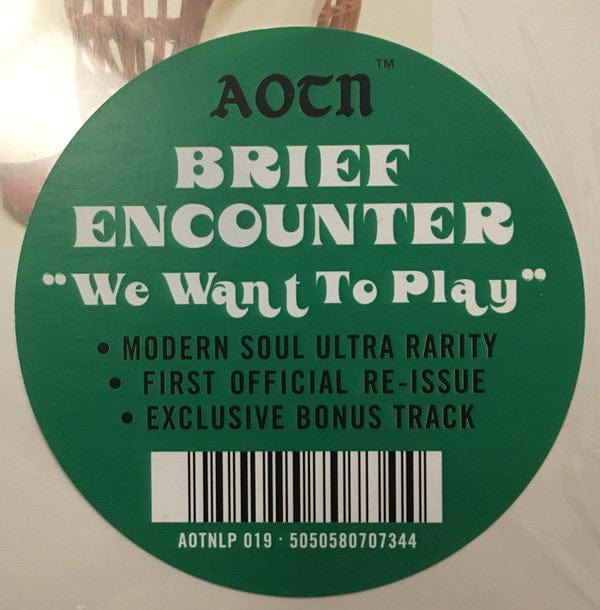 AOTN™
BRIEF
ENCOUNTER
"We Want To Play"
• MODERN SOUL ULTRA RARITY
• FIRST OFFICIAL RE-ISSUE
• EXCLUSIVE BONUS TRACK
AOTNLP 019 · 5050580707344